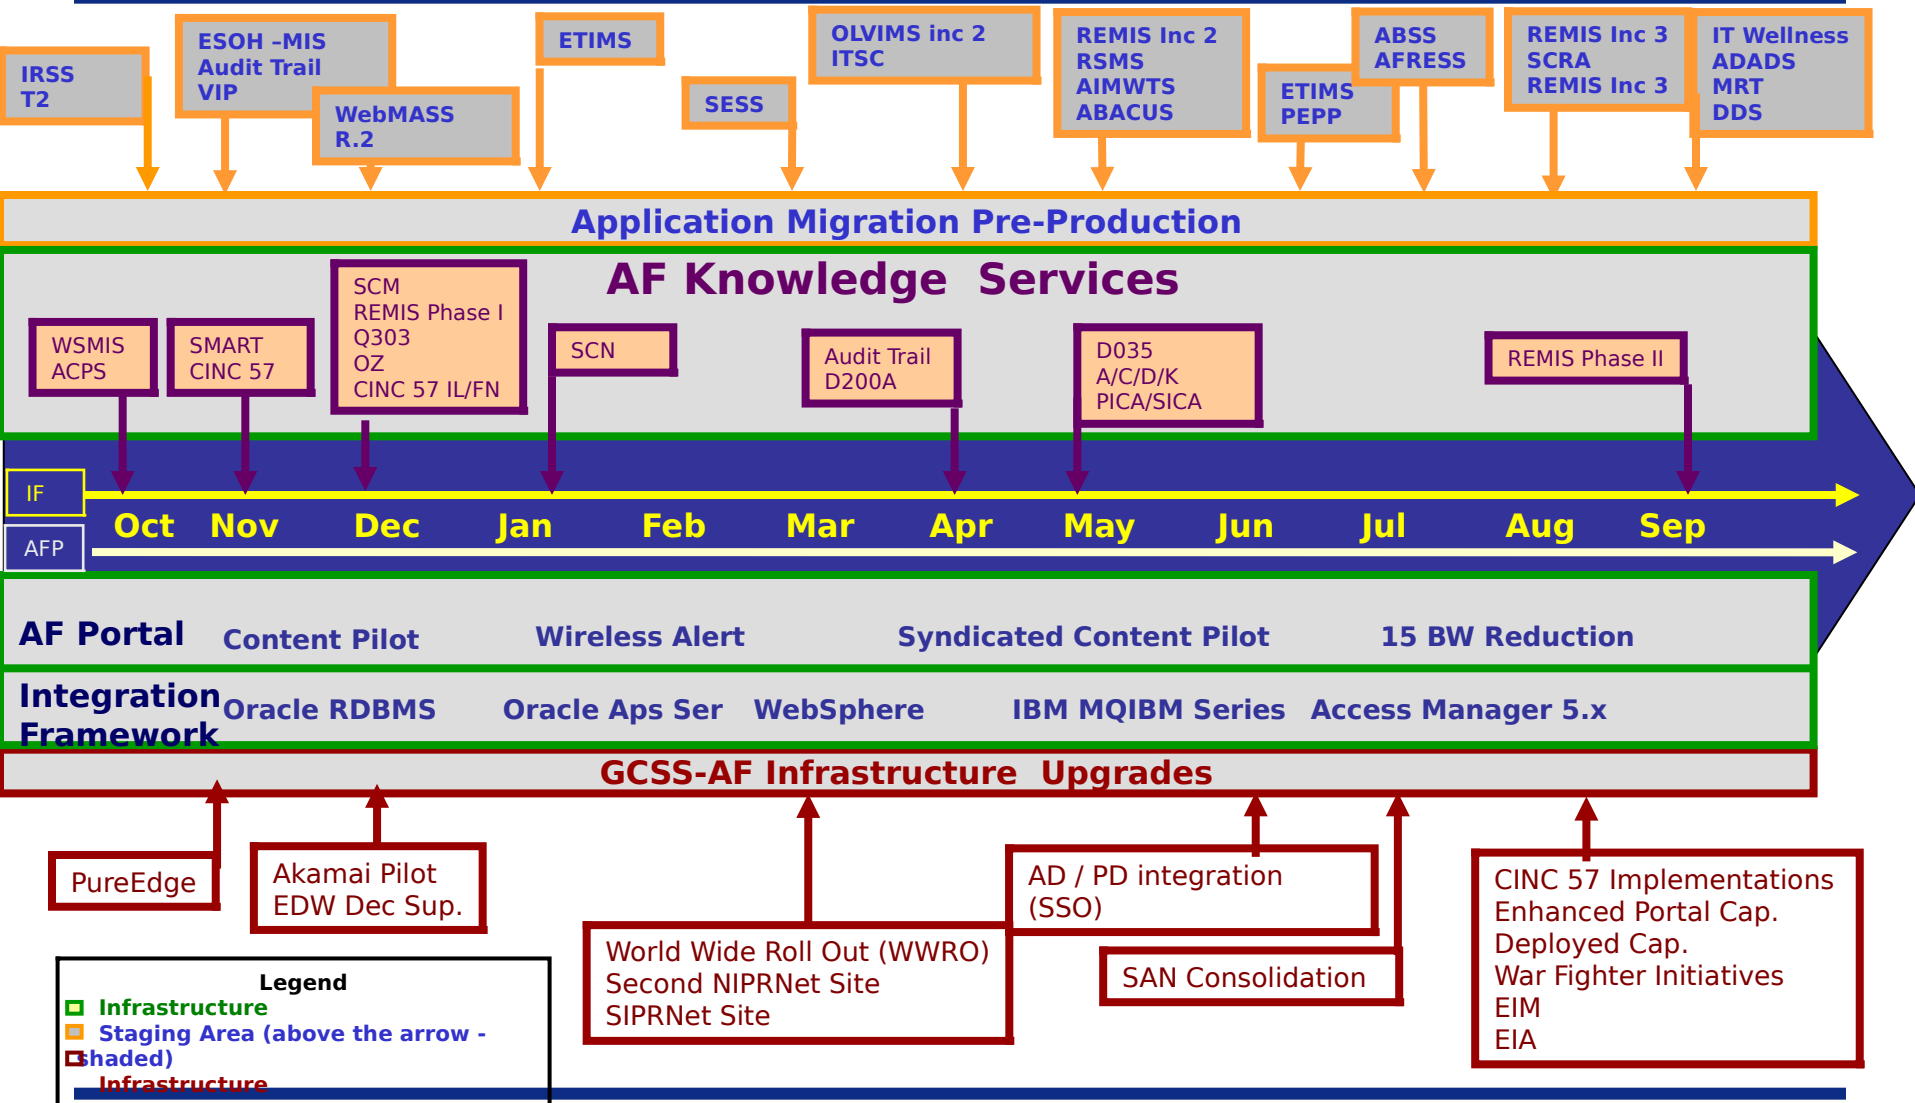 IRSS
T2
ESOH –MIS
Audit Trail
VIP
WebMASS
R.2
ETIMS
SESS
OLVIMS inc 2
ITSC
REMIS Inc 2
RSMS
AIMWTS
ABACUS
ETIMS
PEPP
ABSS
AFRESS
REMIS Inc 3
SCRA
REMIS Inc 3
IT Wellness
ADADS
MRT
DDS
Application Migration Pre-Production
AF Knowledge  Services
WSMIS
ACPS
SMART
CINC 57
SCM
REMIS Phase I
Q303
OZ
CINC 57 IL/FN
SCN
Audit Trail
D200A
D035
A/C/D/K
PICA/SICA
REMIS Phase II
IF
Oct Nov Dec Jan Feb Mar Apr May Jun Jul Aug Sep
AFP
AF Portal Content Pilot Wireless Alert Syndicated Content Pilot 15 BW Reduction
Integration
Framework
Oracle RDBMS Oracle Aps Ser WebSphere IBM MQIBM Series Access Manager 5.x
GCSS-AF Infrastructure  Upgrades
PureEdge
Akamai Pilot
EDW Dec Sup.
World Wide Roll Out (WWRO)
Second NIPRNet Site
SIPRNet Site
AD / PD integration
(SSO)
SAN Consolidation
CINC 57 Implementations
Enhanced Portal Cap.
Deployed Cap.
War Fighter Initiatives
EIM
EIA
Legend
Infrastructure
Staging Area (above the arrow -
shaded)
Infrastructure